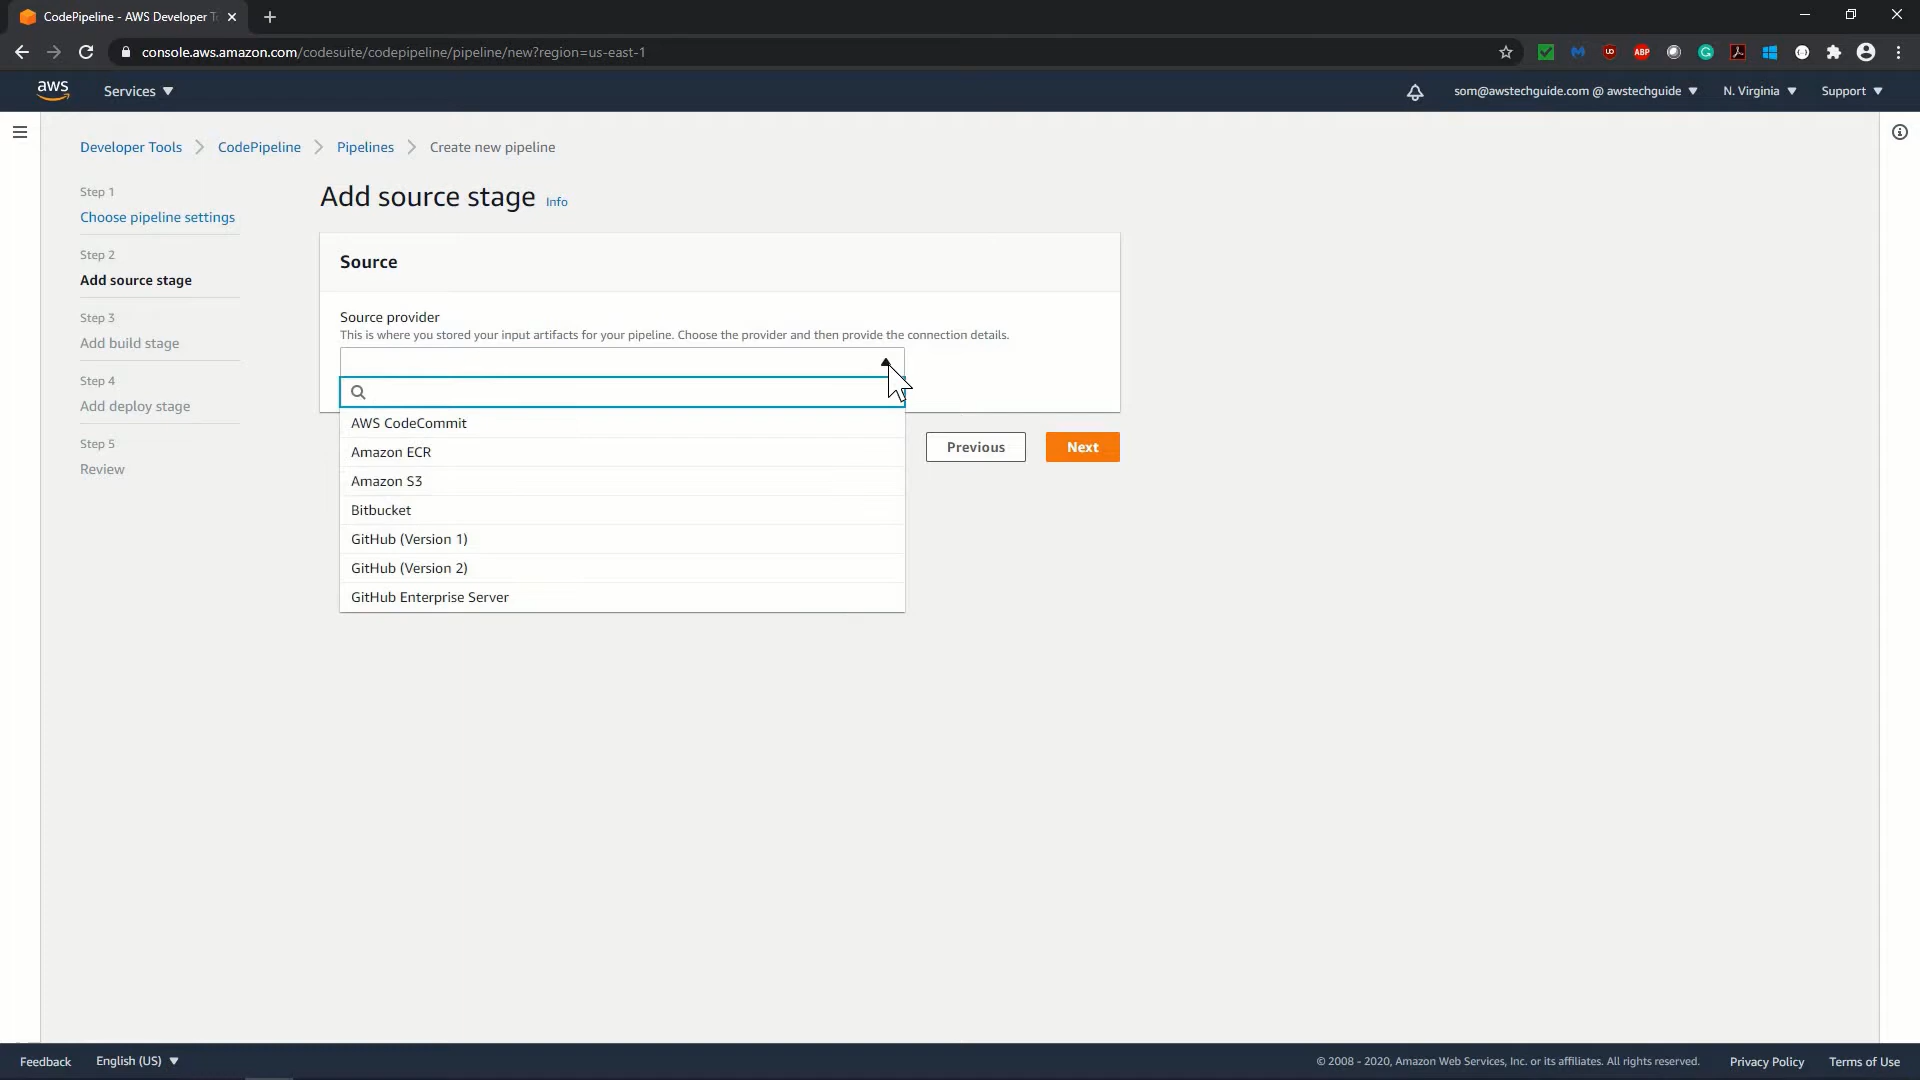 CodePipeline - AWS Developer T
console.aws.amazon.com/codesuite/codepipeline/pipeline/new?region=us-east-1
ABP
aws
Services
som@awstechguide.com @ awstechguide
N. Virginia
Support
Developer Tools
CodePipeline
Pipelines
Create new pipeline
Step 1
Choose pipeline settings
Step 2
Add source stage
Step 3
Add build stage
Step 4
Add deploy stage
Step 5
Review
Add source stage Info
Source
Source provider
This is where you stored your input artifacts for your pipeline. Choose the provider and then provide the connection details.
AWS CodeCommit
Amazon ECR
Amazon S3
Bitbucket
GitHub (Version 1)
GitHub (Version 2)
GitHub Enterprise Server
Previous
Next
Feedback
English (US)
© 2008 - 2020, Amazon Web Services, Inc. or its affiliates. All rights reserved.
Privacy Policy
Terms of Use